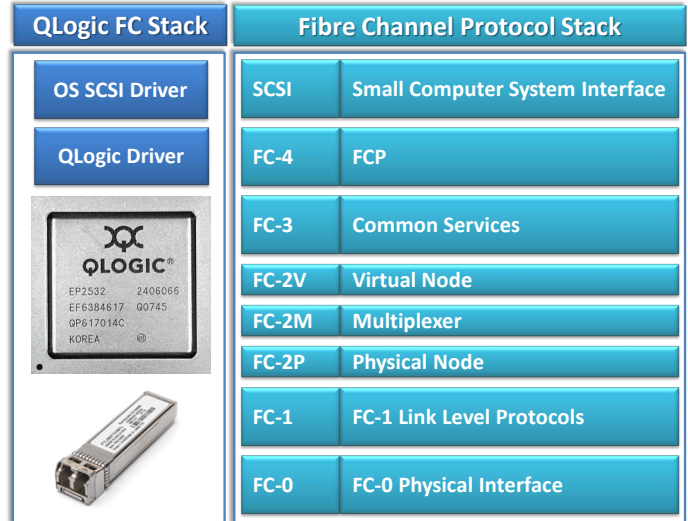 QLogic FC Stack
Fibre Channel Protocol Stack
OS SCSI Driver
QLogic Driver
QLOGIC®
EP2532 2406066
EF6384617 Q0745
QP617014C
KOREA
SCSI Small Computer System Interface
FC-4 FCP
FC-3 Common Services
FC-2V Virtual Node
FC-2M Multiplexer
FC-2P Physical Node
FC-1 FC-1 Link Level Protocols
FC-0 FC-0 Physical Interface